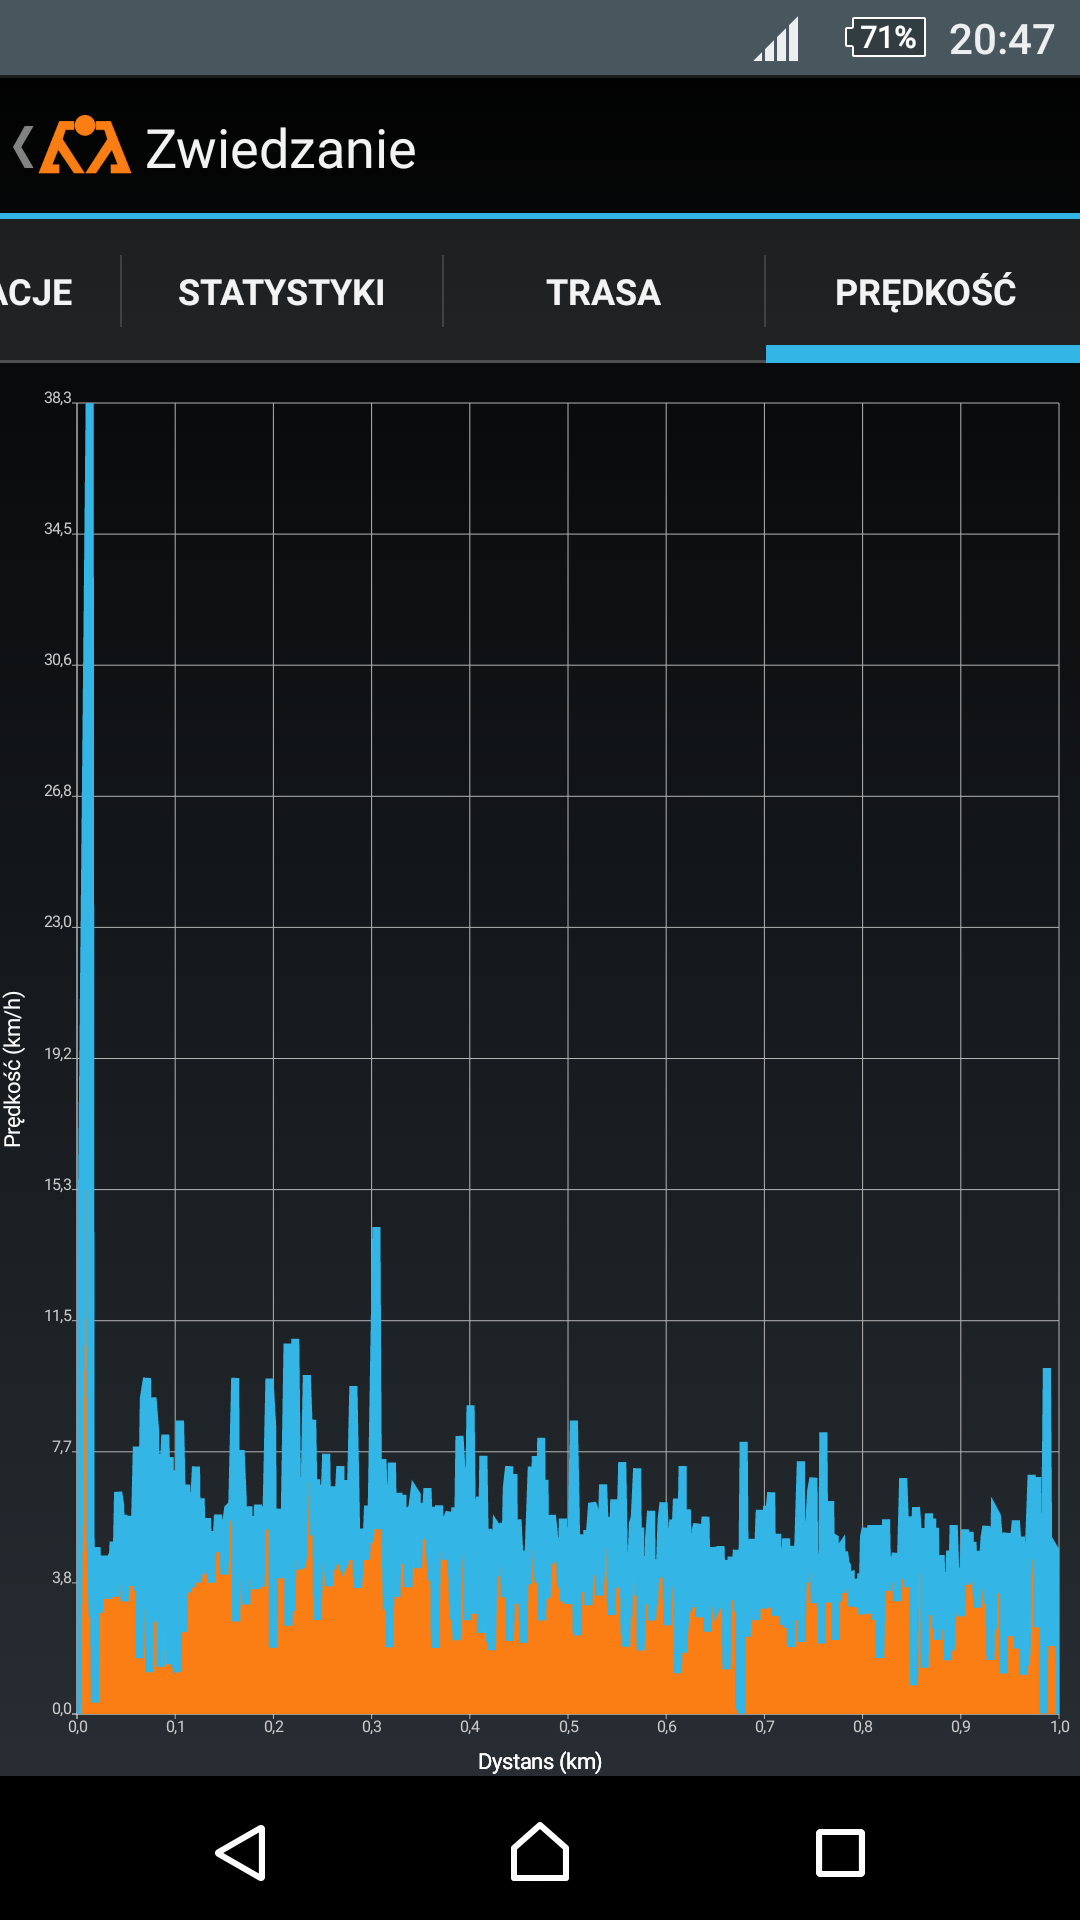 71% 20:47
Zwiedzanie
ACJE STATYSTYKI TRASA PRĘDKOŚĆ
38,3
34,5
30,6
26,8
23,0
19,2
15,3
11,5
7,7
3,8
0,0
Prędkość (km/h)
0,0 0,1 0,2 0,3 0,4 0,5 0,6 0,7 0,8 0,9 1,0
Dystans (km)